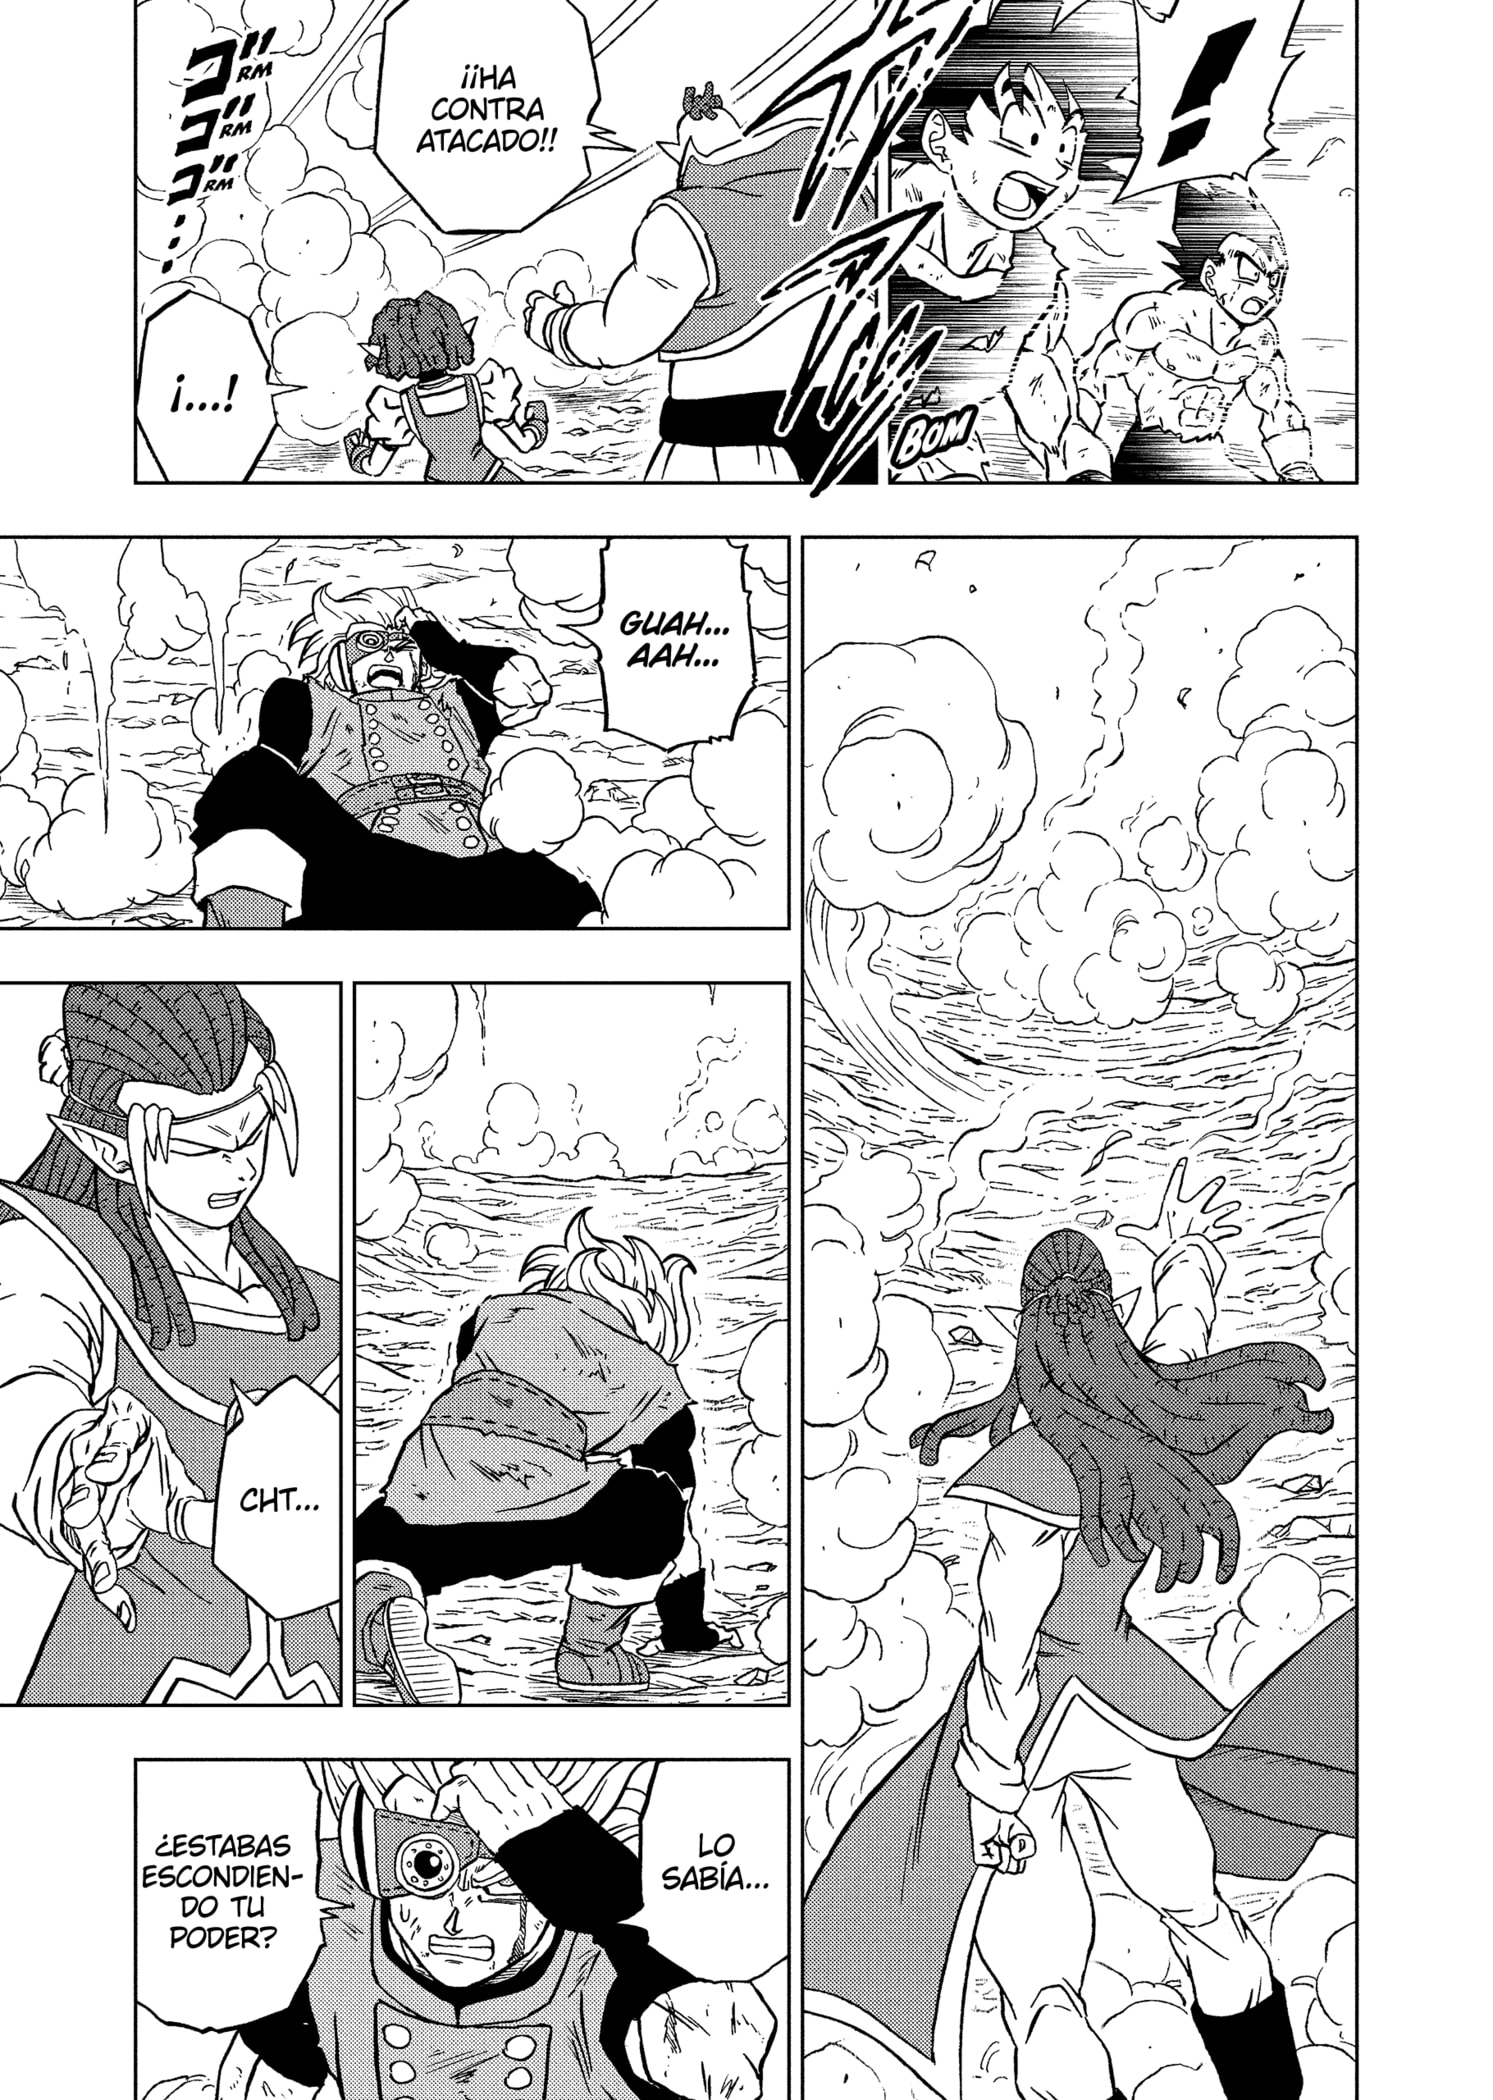 !
BOM
¡¡HA
CONTRA
ATACADO!!
ゴ
RM
ゴ
RM
ゴ
RM
¡...!
GUAH...
AAH...
CHT...
LO
SABÍA...
¿ESTABAS
ESCONDIEN-
DO TU
PODER?